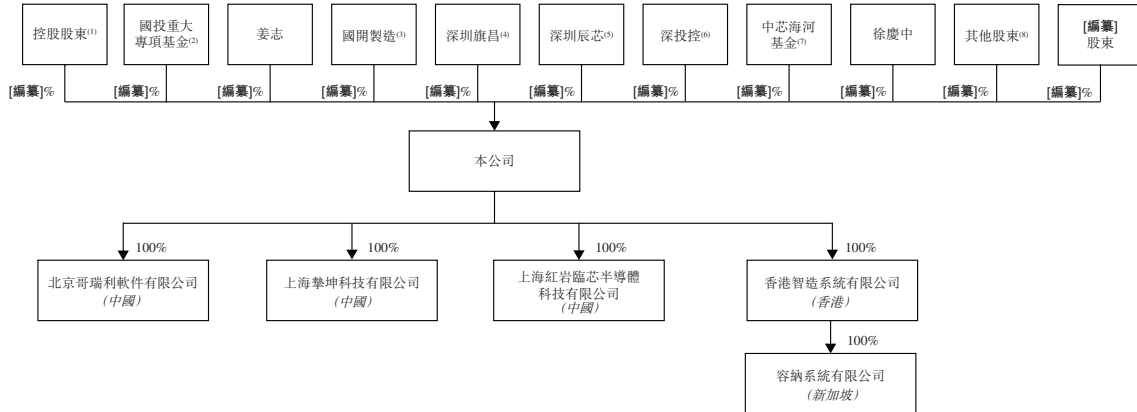 控股股東(1)
國投重大
專項基金(2)
姜志
國開製造(3)
深圳旗昌(4)
深圳辰芯(5)
深投控(6)
中芯海河
基金(7)
徐慶中
其他股東(8)
[編纂]
股東
[編纂]%
[編纂]%
[編纂]%
[編纂]%
[編纂]%
[編纂]%
[編纂]%
[編纂]%
[編纂]%
[編纂]%
[編纂]%
本公司
100%
100%
100%
100%
北京哥瑞利軟件有限公司
(中國)
上海摯坤科技有限公司
(中國)
上海紅岩臨芯半導體
科技有限公司
(中國)
香港智造系統有限公司
(香港)
100%
容納系統有限公司
(新加坡)